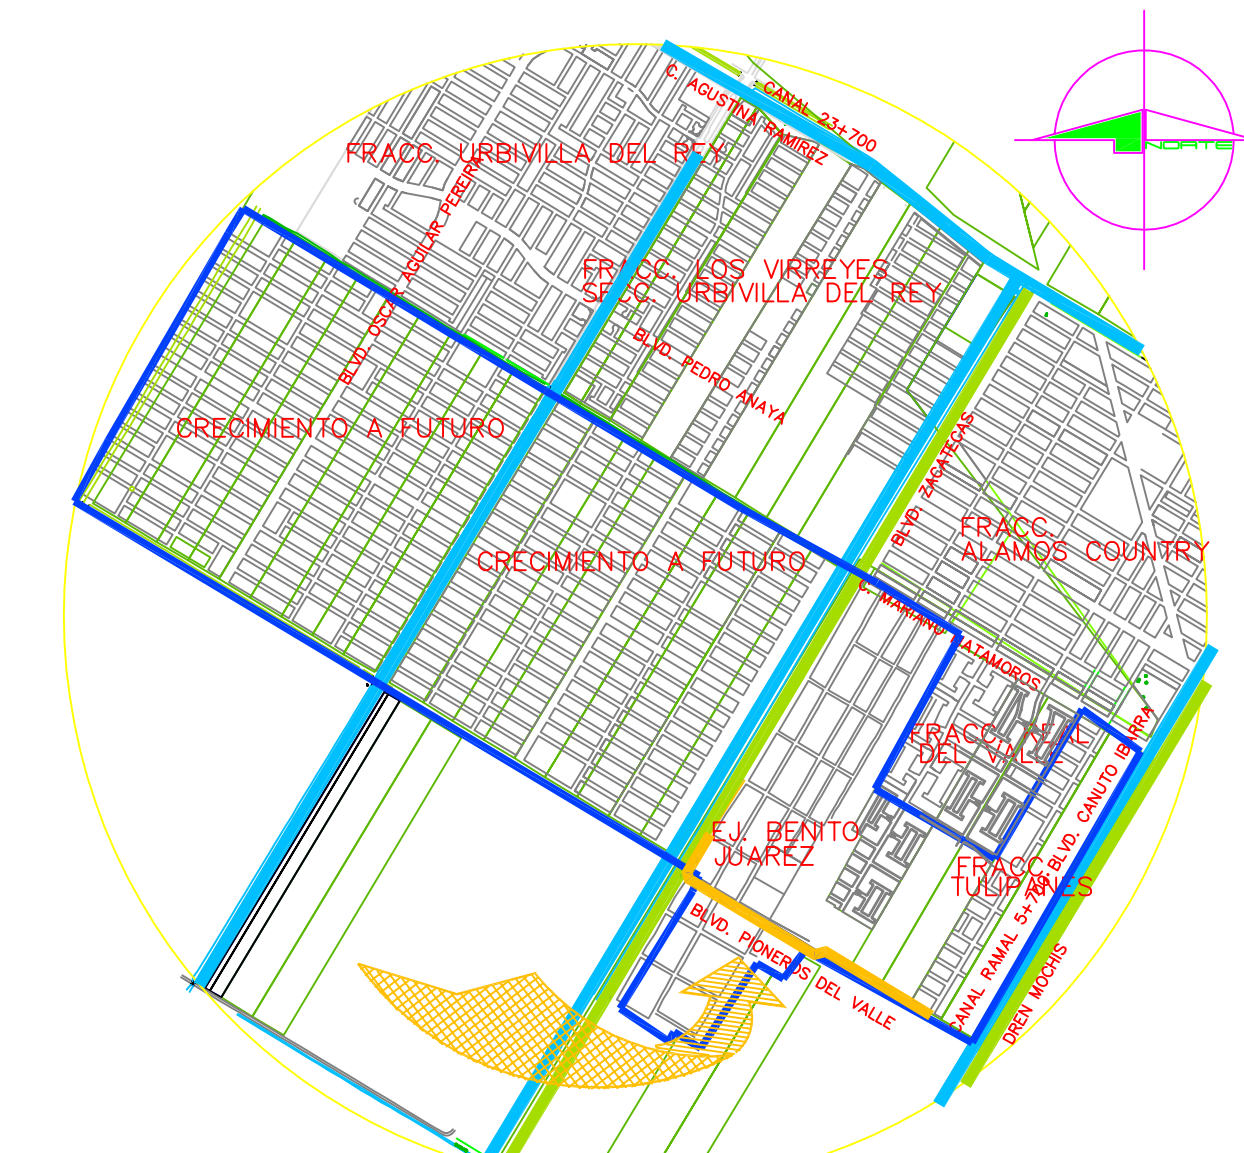 NORTE
C. AGUSTINA RAMIREZ
CANAL 23+700
FRACC. URBIVILLA DEL REY
BLVD. OSCAR AGUILAR PEREIRA
FRACC. LOS VIRREYES
SECC. URBIVILLA DEL REY
BLVD. PEDRO ANAYA
CRECIMIENTO A FUTURO
BLVD. ZACATECAS
FRACC.
ALAMOS COUNTRY
CRECIMIENTO A FUTURO
C. MARIANO MATAMOROS
FRACC. REAL
DEL VALLE
EJ. BENITO
JUAREZ
FRACC.
TULIPANES
CANAL RAMAL 5+760.BLVD. CANUTO IBARRA
BLVD. PIONEROS DEL VALLE
DREN MOCHIS